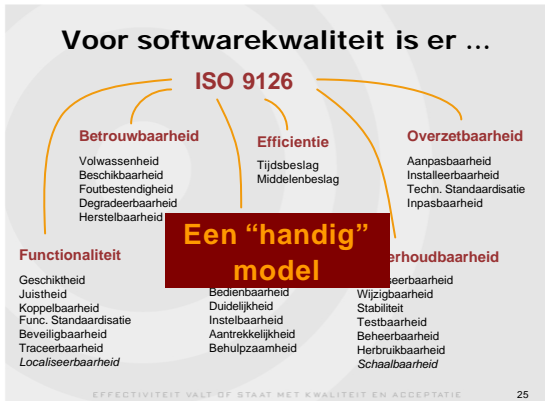 Voor softwarekwaliteit is er ...
ISO 9126
Betrouwbaarheid
Volwassenheid
Beschikbaarheid
Foutbestendigheid
Degradeerbaarheid
Herstelbaarheid
Efficientie
Tijdsbeslag
Middelenbeslag
Overzetbaarheid
Aanpasbaarheid
Installeerbaarheid
Techn. Standaardisatie
Inpasbaarheid
Een “handig”
model
Functionaliteit
Geschiktheid
Juistheid
Koppelbaarheid
Func. Standaardisatie
Beveiligbaarheid
Traceerbaarheid
Localiseerbaarheid
Bedienbaarheid
Duidelijkheid
Instelbaarheid
Aantrekkelijkheid
Behulpzaamheid
erhoudbaarheid
seerbaarheid
Wijzigbaarheid
Stabiliteit
Testbaarheid
Beheerbaarheid
Herbruikbaarheid
Schaalbaarheid
EFFECTIVITEIT VALT OF STAAT MET KWALITEIT EN ACCEPTATIE
25